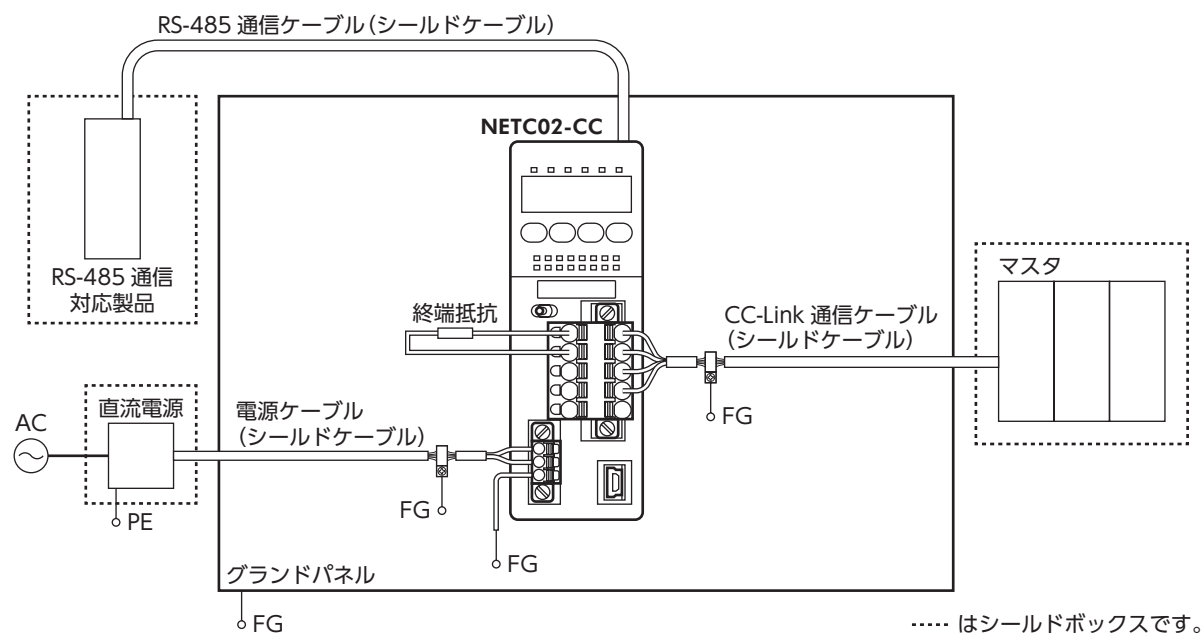 RS-485 通信ケーブル(シールドケーブル)
NETC02-CC
RS-485 通信
対応製品
マスタ
終端抵抗
CC-Link 通信ケーブル
(シールドケーブル)
FG
AC
直流電源
電源ケーブル
(シールドケーブル)
PE
FG
FG
グランドパネル
FG
はシールドボックスです。